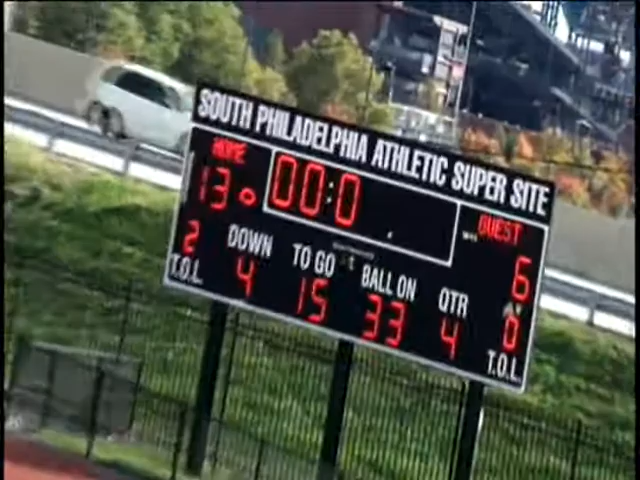 SOUTH PHILADELPHIA ATHLETIC SUPER SITE
HOME 00:0 GUEST
13 6
2 DOWN TO GO BALL ON QTR 0
T.O.L 4 15 33 4 T.O.L